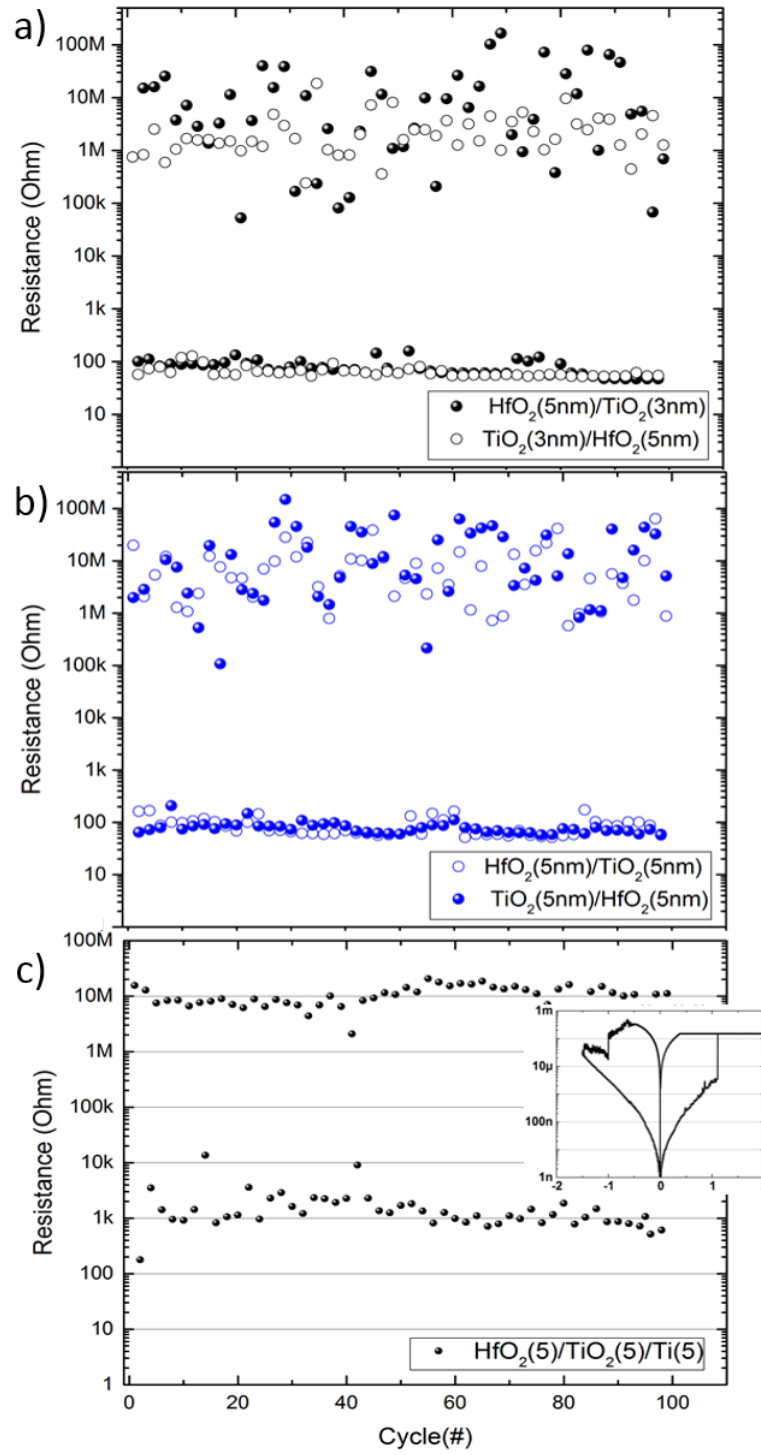 a)
100M
10M
1M
100k
10k
1k
100
10
Resistance (Ohm)
HfO₂(5nm)/TiO₂(3nm)
TiO₂(3nm)/HfO₂(5nm)
b)
100M
10M
1M
100k
10k
1k
100
10
Resistance (Ohm)
HfO₂(5nm)/TiO₂(5nm)
TiO₂(5nm)/HfO₂(5nm)
c)
100M
10M
1M
100k
10k
1k
100
10
1
Resistance (Ohm)
1m
10µ
100n
1n
-2 -1 0 1
HfO₂(5)/TiO₂(5)/Ti(5)
0 20 40 60 80 100
Cycle(#)